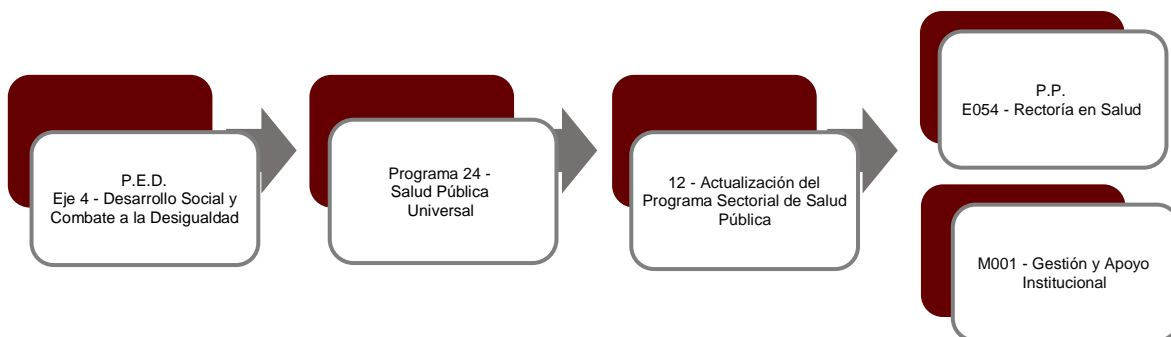 P.E.D.
Eje 4 - Desarrollo Social y
Combate a la Desigualdad
Programa 24 -
Salud Pública
Universal
12 - Actualización del
Programa Sectorial de Salud
Pública
P.P.
E054 - Rectoría en Salud
M001 - Gestión y Apoyo
Institucional